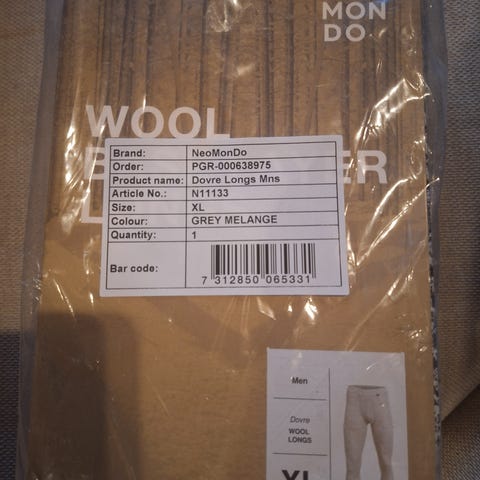 MON
DO
WOOL
Brand: NeoMonDo
Order: PGR-000638975
Product name: Dovre Longs Mns
Article No.: N11133
Size: XL
Colour: GREY MELANGE
Quantity: 1
Bar code:
7 312850 065331
Men
Dovre
WOOL
LONGS
XL